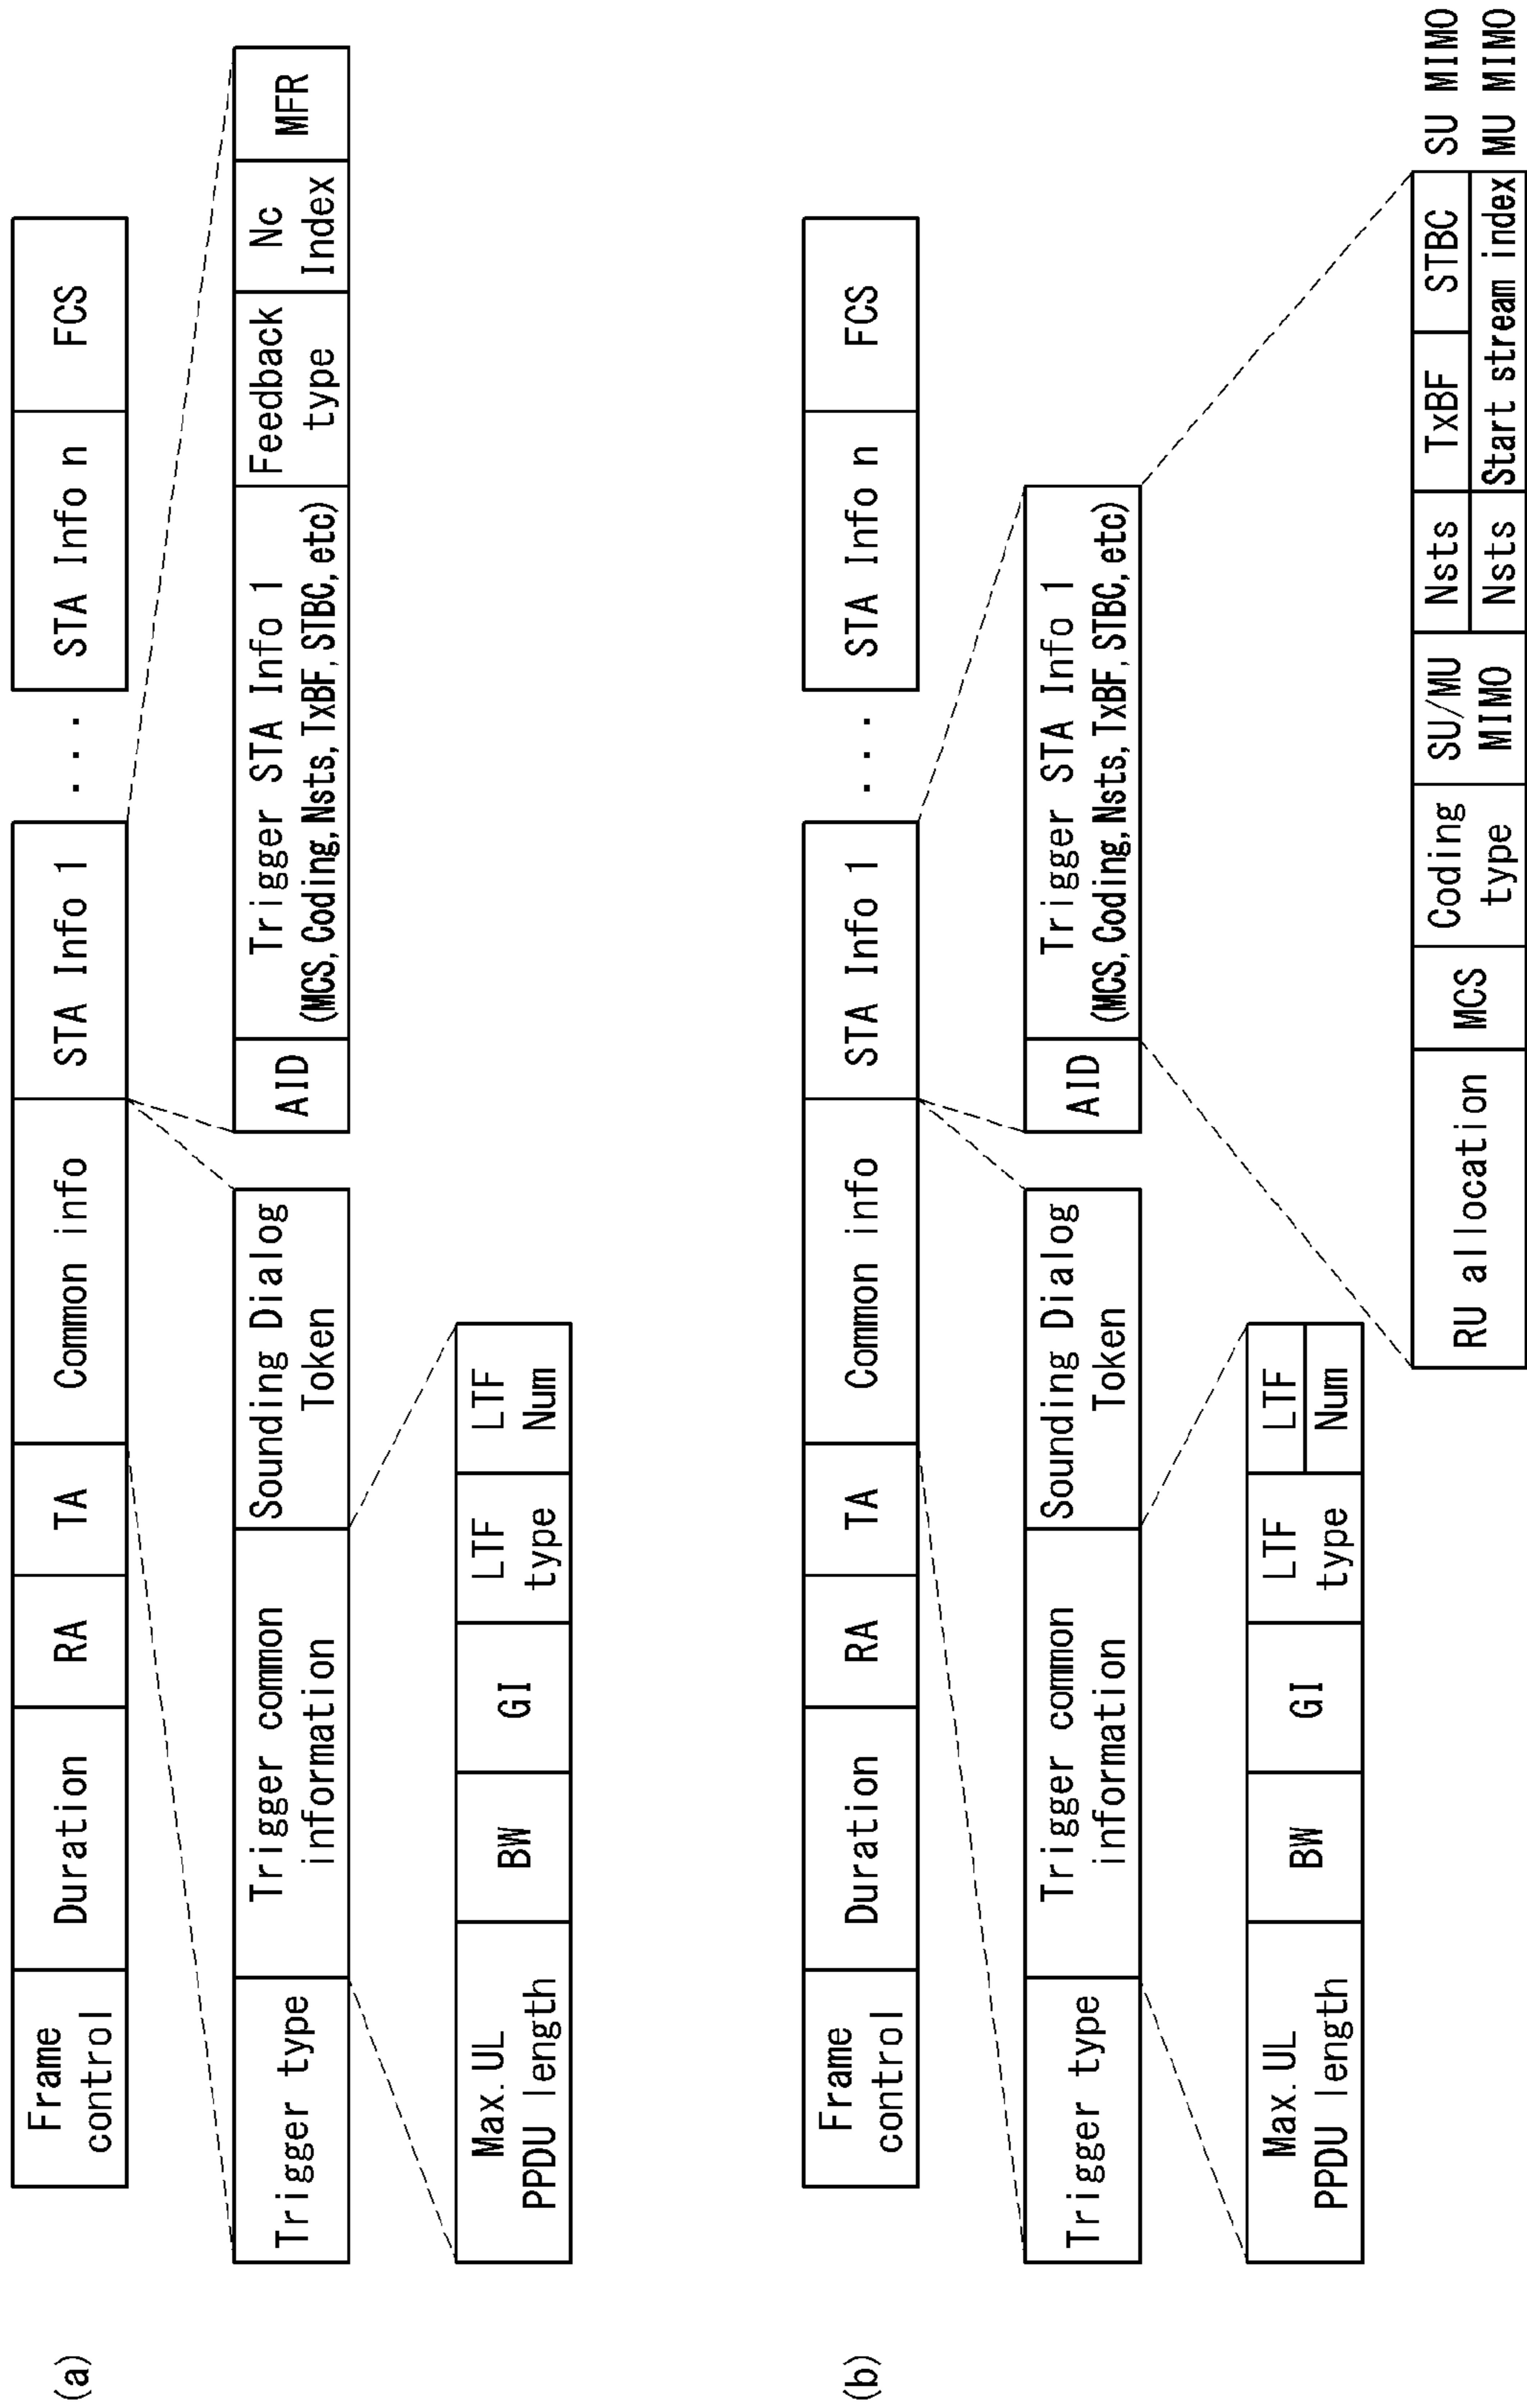 (a)
Frame
control
Duration
RA
TA
Common info
STA Info 1
. . .
STA Info n
FCS
Trigger type
Trigger common
information
Sounding Dialog
Token
AID
Trigger STA Info 1
(MCS, Coding, Nsts, TxBF, STBC, etc)
Feedback
type
Nc
Index
MFR
Max. UL
PPDU length
BW
GI
LTF
type
LTF
Num
(b)
Frame
control
Duration
RA
TA
Common info
STA Info 1
. . .
STA Info n
FCS
Trigger type
Trigger common
information
Sounding Dialog
Token
AID
Trigger STA Info 1
(MCS, Coding, Nsts, TxBF, STBC, etc)
Max. UL
PPDU length
BW
GI
LTF
type
LTF
Num
RU allocation
MCS
Coding
type
SU/MU
MIMO
Nsts
TxBF
STBC
SU MIMO
Nsts
Start stream index
MU MIMO